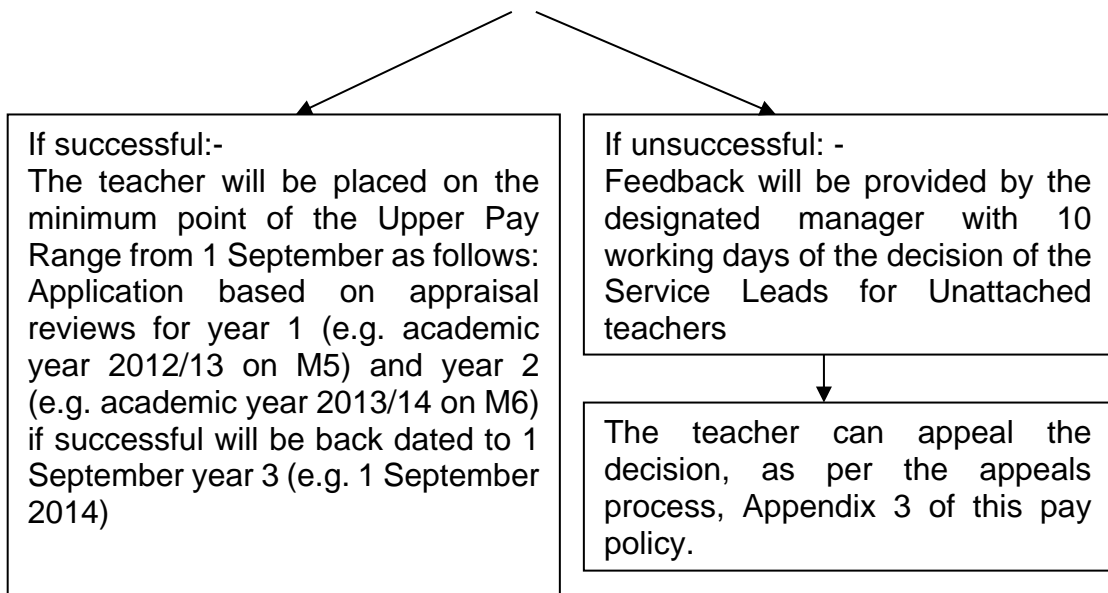 If successful:-
The teacher will be placed on the
minimum point of the Upper Pay
Range from 1 September as follows:
Application based on appraisal
reviews for year 1 (e.g. academic
year 2012/13 on M5) and year 2
(e.g. academic year 2013/14 on M6)
if successful will be back dated to 1
September year 3 (e.g. 1 September
2014)
If unsuccessful: -
Feedback will be provided by the
designated manager with 10
working days of the decision of the
Service Leads for Unattached
teachers
The teacher can appeal the
decision, as per the appeals
process, Appendix 3 of this pay
policy.